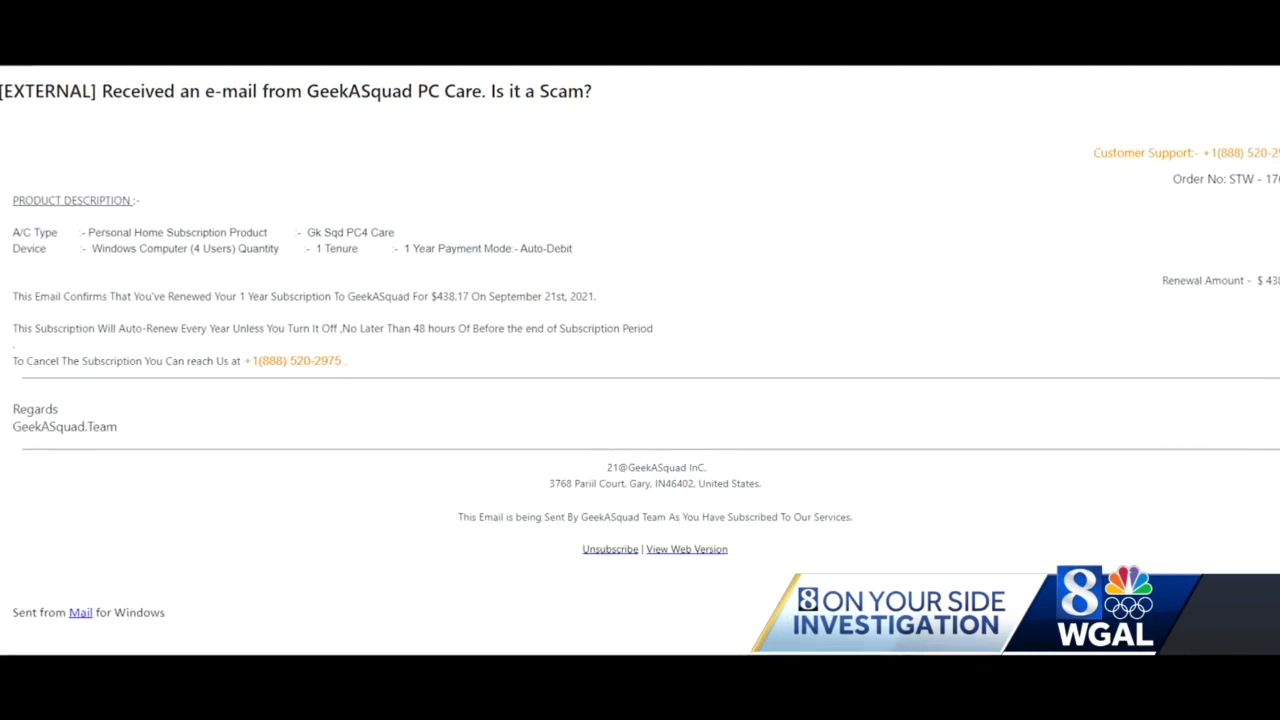 [EXTERNAL] Received an e-mail from GeekASquad PC Care. Is it a Scam?
Customer Support:- +1(888) 520-29
Order No: STW - 176
PRODUCT DESCRIPTION :-
A/C Type :- Personal Home Subscription Product :- Gk Sqd PC4 Care
Device :- Windows Computer (4 Users) Quantity :- 1 Tenure :- 1 Year Payment Mode:- Auto-Debit
Renewal Amount - $ 438
This Email Confirms That You've Renewed Your 1 Year Subscription To GeekASquad For $438.17 On September 21st, 2021.
This Subscription Will Auto-Renew Every Year Unless You Turn It Off ,No Later Than 48 hours Of Before the end of Subscription Period
.
To Cancel The Subscription You Can reach Us at +1(888) 520-2975 .
Regards
GeekASquad.Team
21@GeekASquad InC.
3768 Pariil Court, Gary, IN46402, United States.
This Email is being Sent By GeekASquad Team As You Have Subscribed To Our Services.
Unsubscribe | View Web Version
Sent from Mail for Windows
8 ON YOUR SIDE
INVESTIGATION
8
WGAL